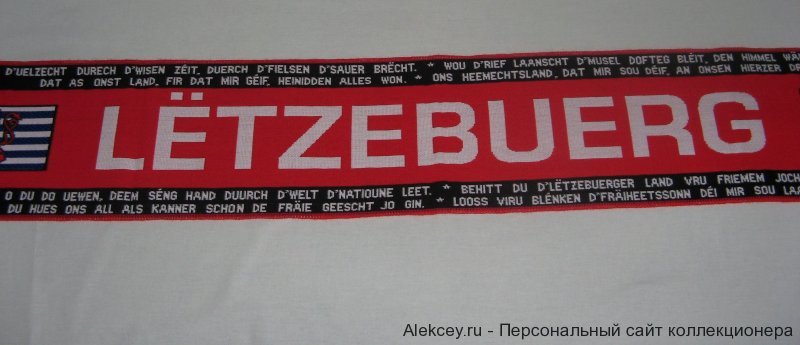 D'UELZECHT DURECH D'WISEN ZÉIT, DUERCH D'FIELSEN D'SAUER BRËCHT. * WOU D'RIEF LAANSCHT D'MUSEL DOFTEG BLÉIT, DEN HIMMEL
DAT AS ONST LAND, FIR DAT MIR GÉIF, HEINIDDEN ALLES WON. * ONS HEEMECHTSLAND, DAT MIR SOU DÉIF, AN ONSEN HIERZER
LËTZEBUERG
O DU DO UEWEN, DEEM SÉNG HAND DUURCH D'WELT D'NATIOUNE LEET. * BEHITT DU D'LËTZEBUERGER LAND VRU FRIEMEM JOCH
DU HUES ONS ALL ALS KANNER SCHON DE FRÄIE GEESCHT JO GIN. * LOOSS VIRU BLÉNKEN D'FRÄIHEETSSONN DÉI MIR SOU
Alekcey.ru - Персональный сайт коллекционера